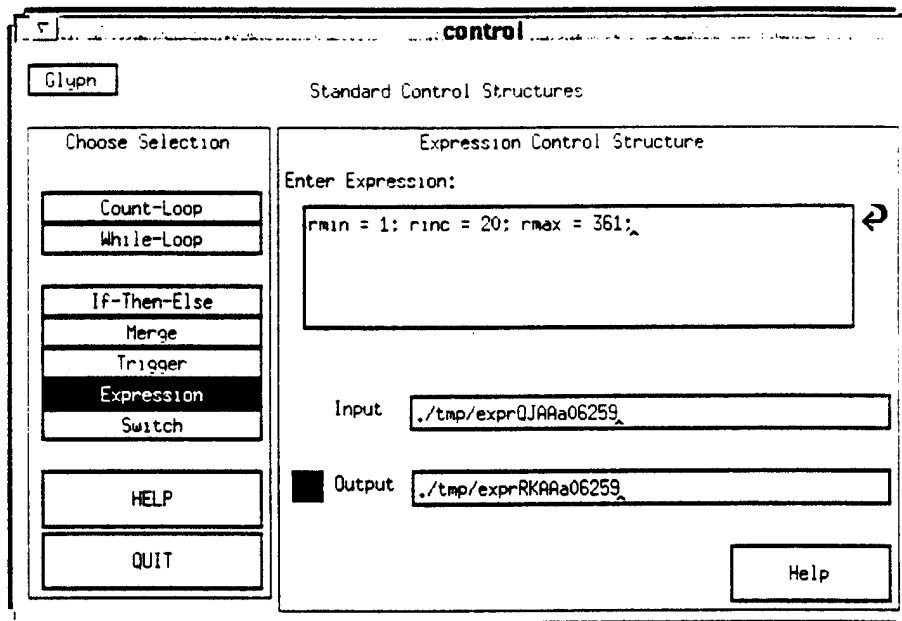 control
Glyph
Standard Control Structures
Choose Selection
Count-Loop
While-Loop
If-Then-Else
Merge
Trigger
Expression
Switch
HELP
QUIT
Expression Control Structure
Enter Expression:
rmin = 1; rinc = 20; rmax = 361;
Input ./tmp/exprQJAAa06259
Output ./tmp/exprRKAAa06259
Help